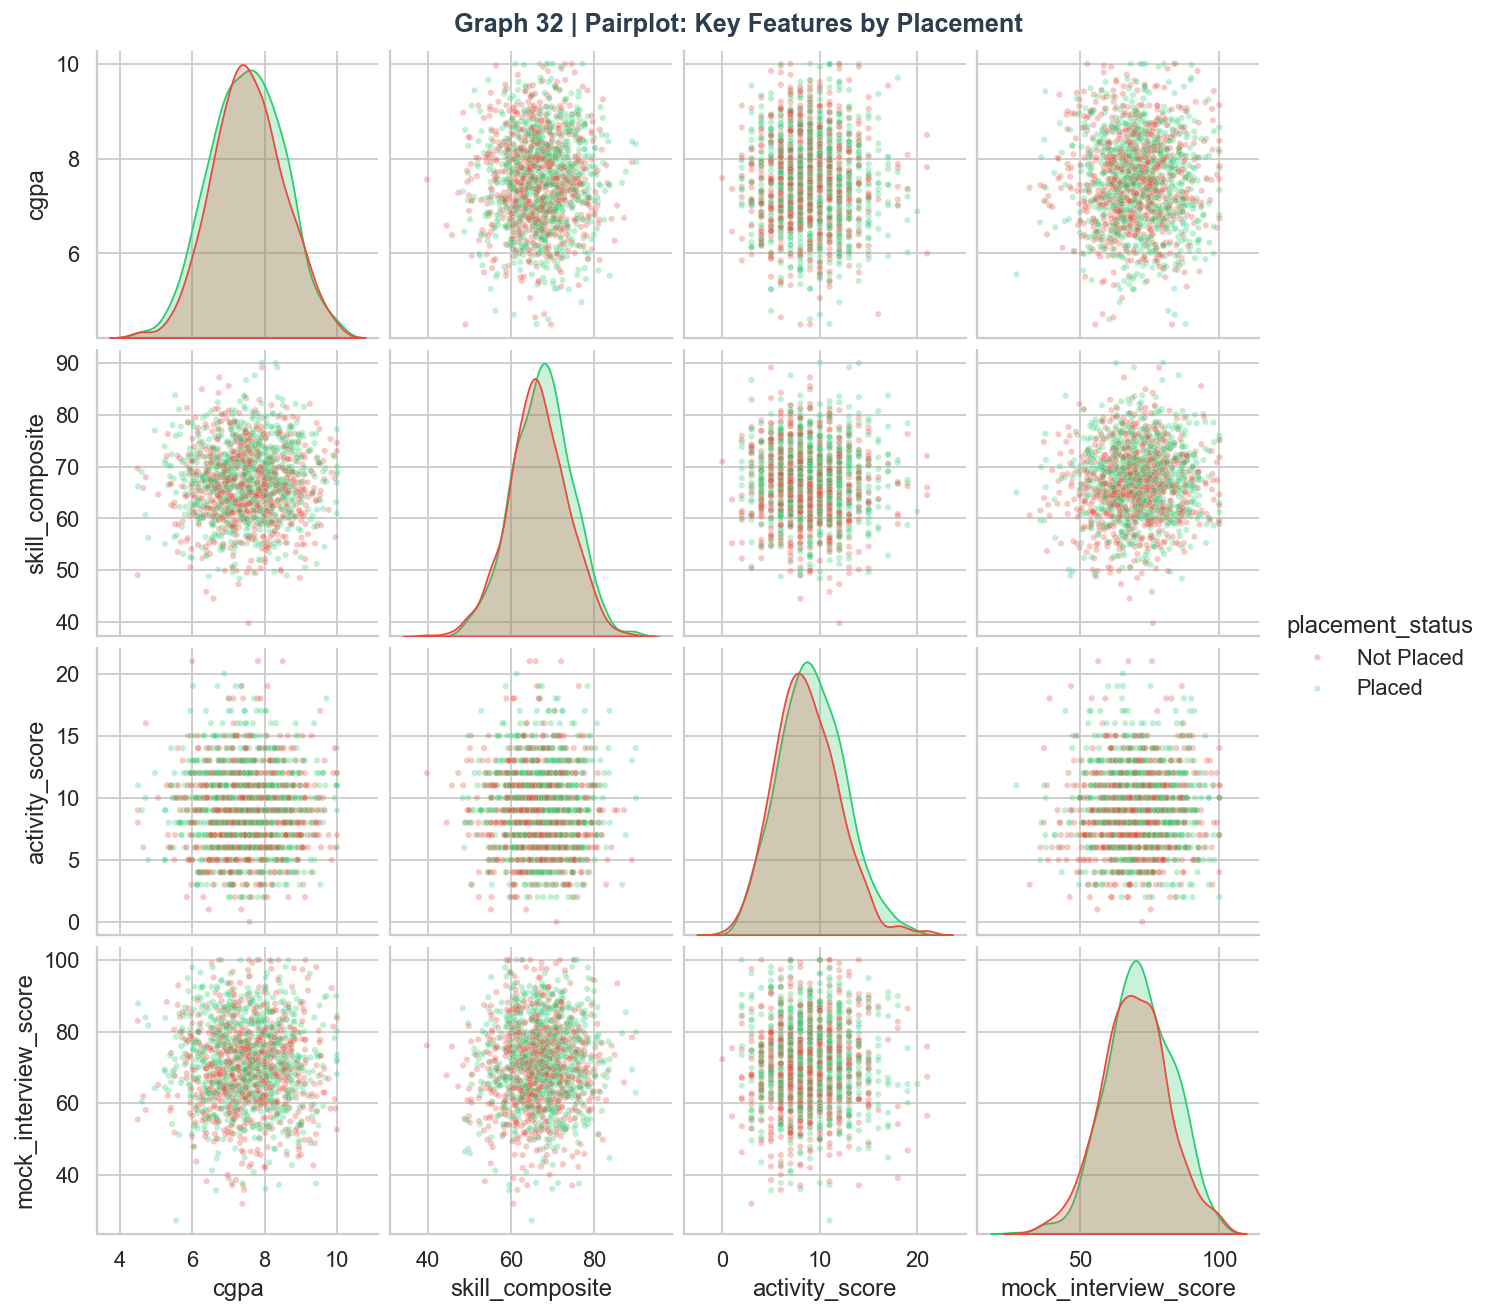 Graph 32 | Pairplot: Key Features by Placement
10
8
6
cgpa
90
80
70
60
50
40
skill_composite
placement_status
Not Placed
Placed
20
15
10
5
0
activity_score
100
80
60
40
mock_interview_score
4 6 8 10
40 60 80
0 10 20
50 100
cgpa
skill_composite
activity_score
mock_interview_score